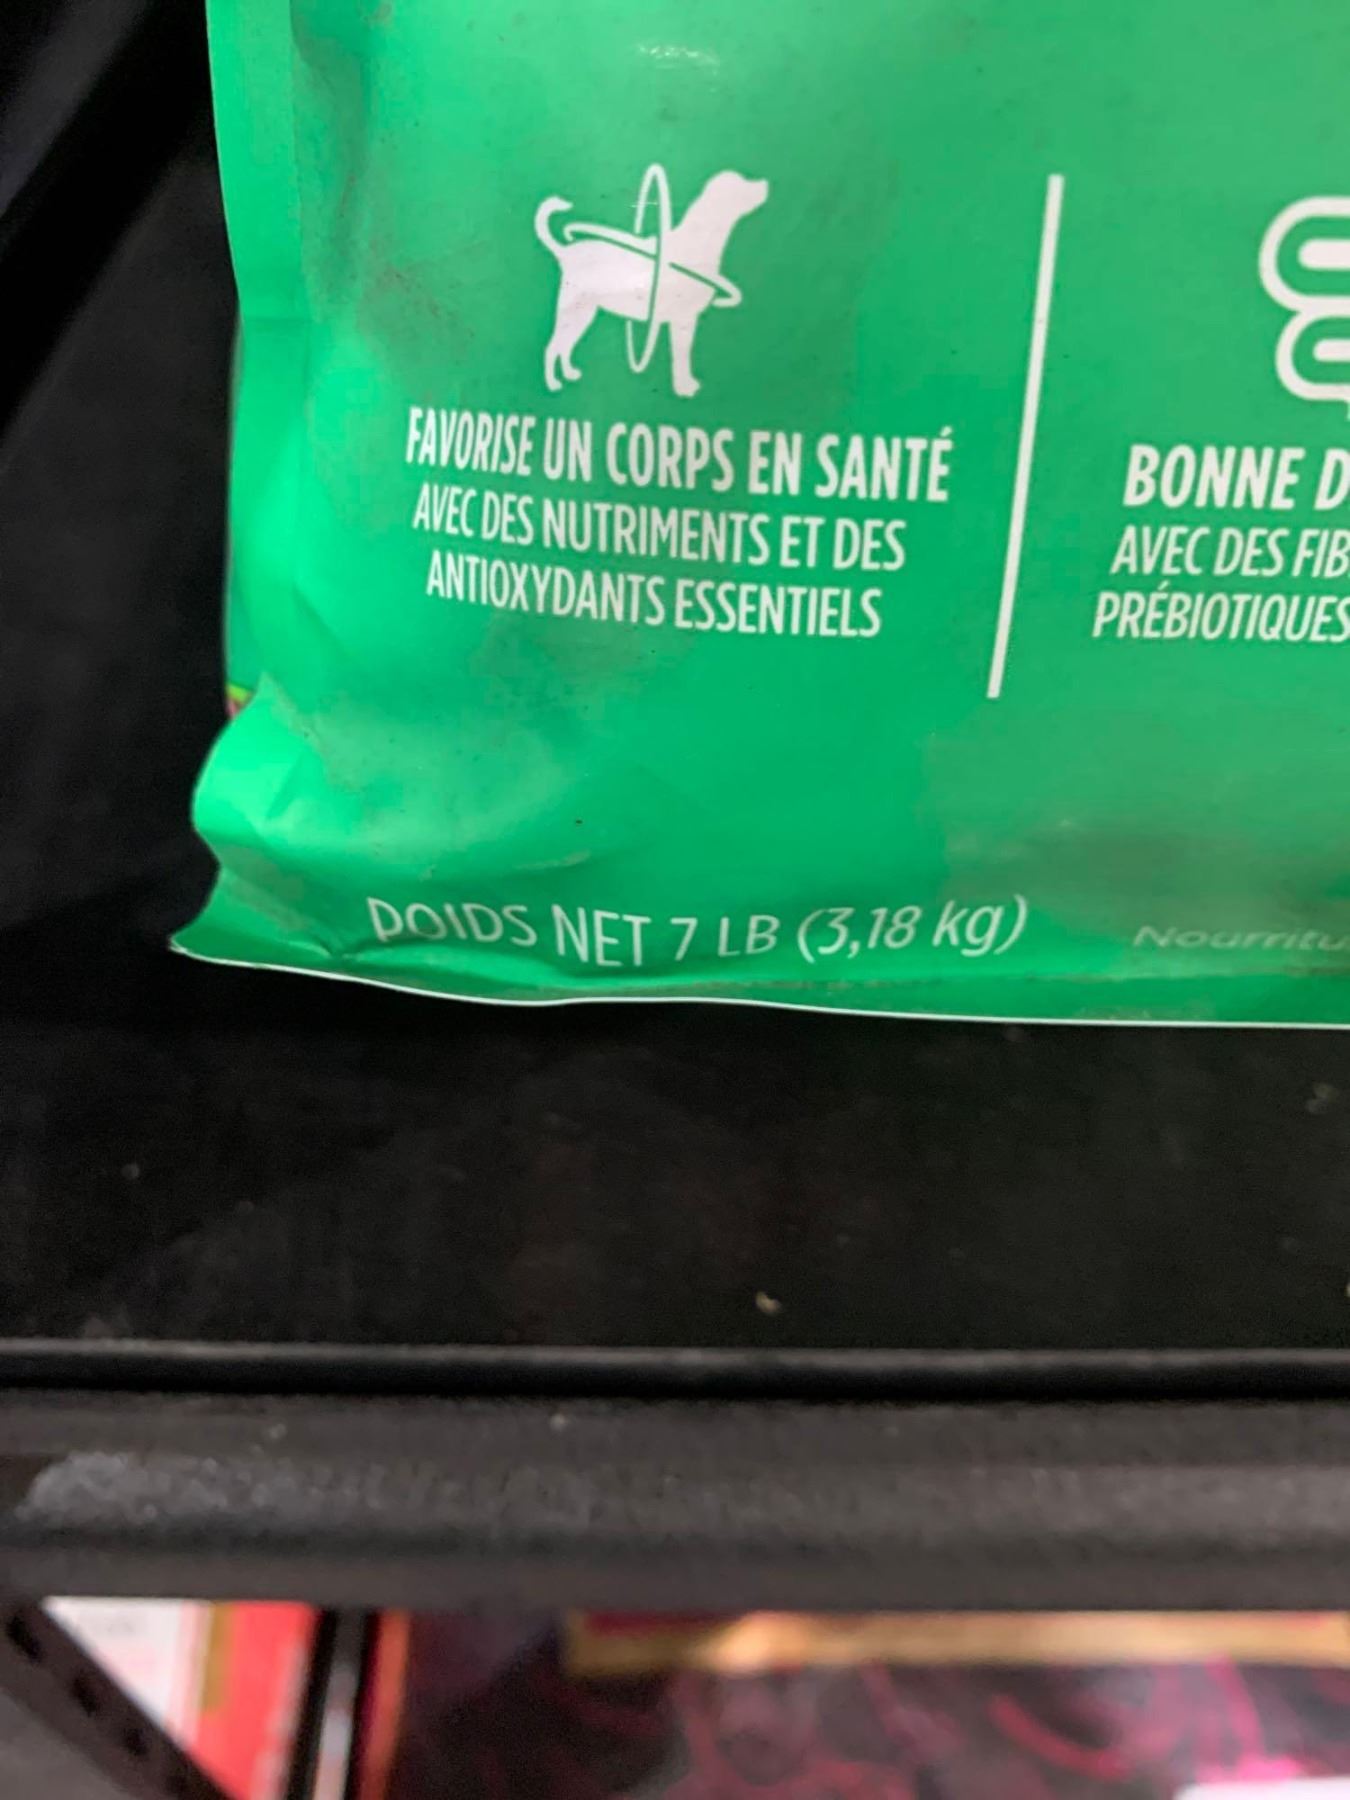 FAVORISE UN CORPS EN SANTÉ
AVEC DES NUTRIMENTS ET DES
ANTIOXYDANTS ESSENTIELS
BONNE
AVEC DES
PRÉBIOTIQUES
POIDS NET 7 LB (3,18 kg)